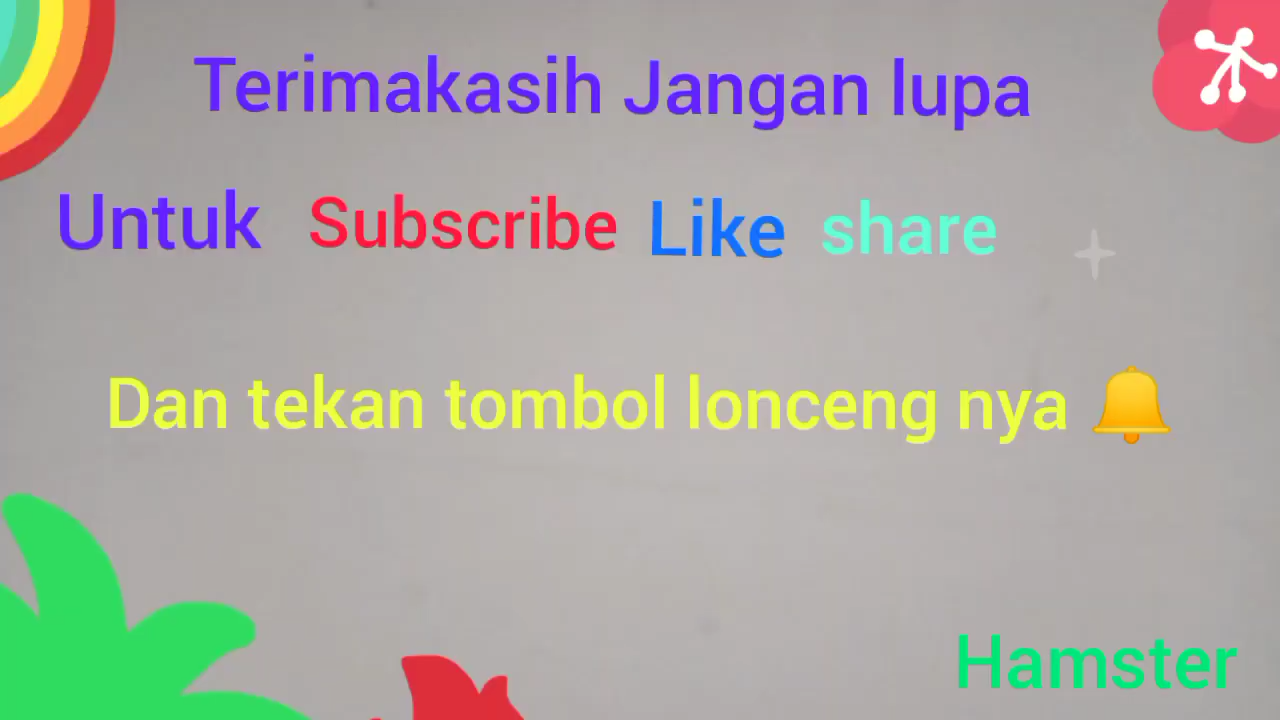 Terimakasih Jangan lupa
Untuk Subscribe Like share
Dan tekan tombol lonceng nya 🔔
Hamster